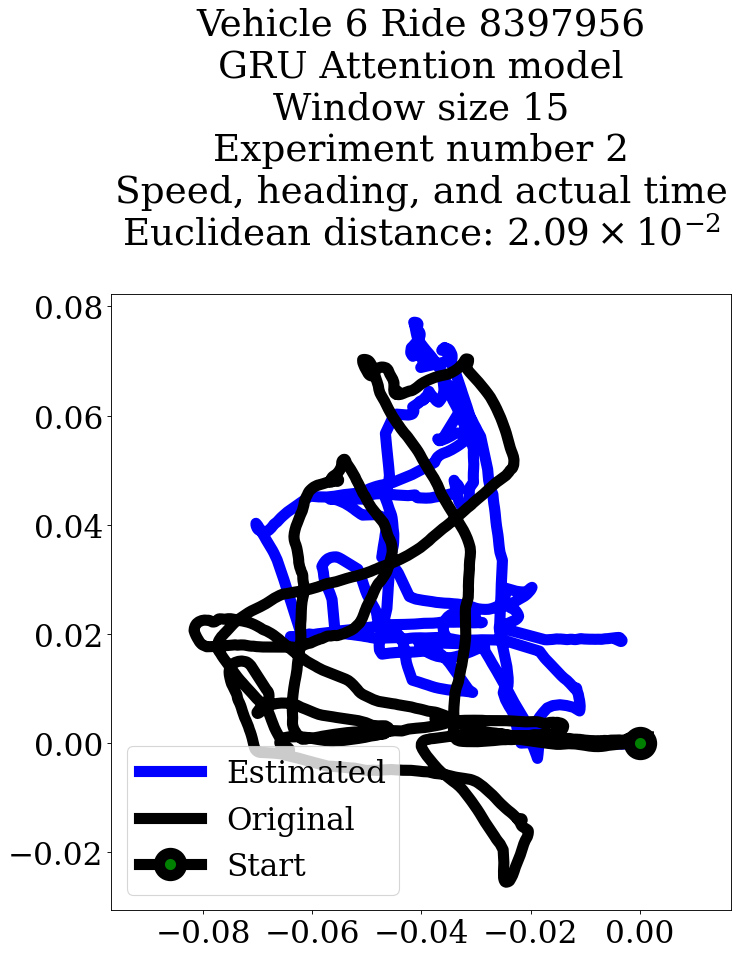 Vehicle 6 Ride 8397956
GRU Attention model
Window size 15
Experiment number 2
Speed, heading, and actual time
Euclidean distance: 2.09 × 10⁻²
0.08
0.06
0.04
0.02
0.00
−0.02
Estimated
Original
Start
−0.08 −0.06 −0.04 −0.02 0.00